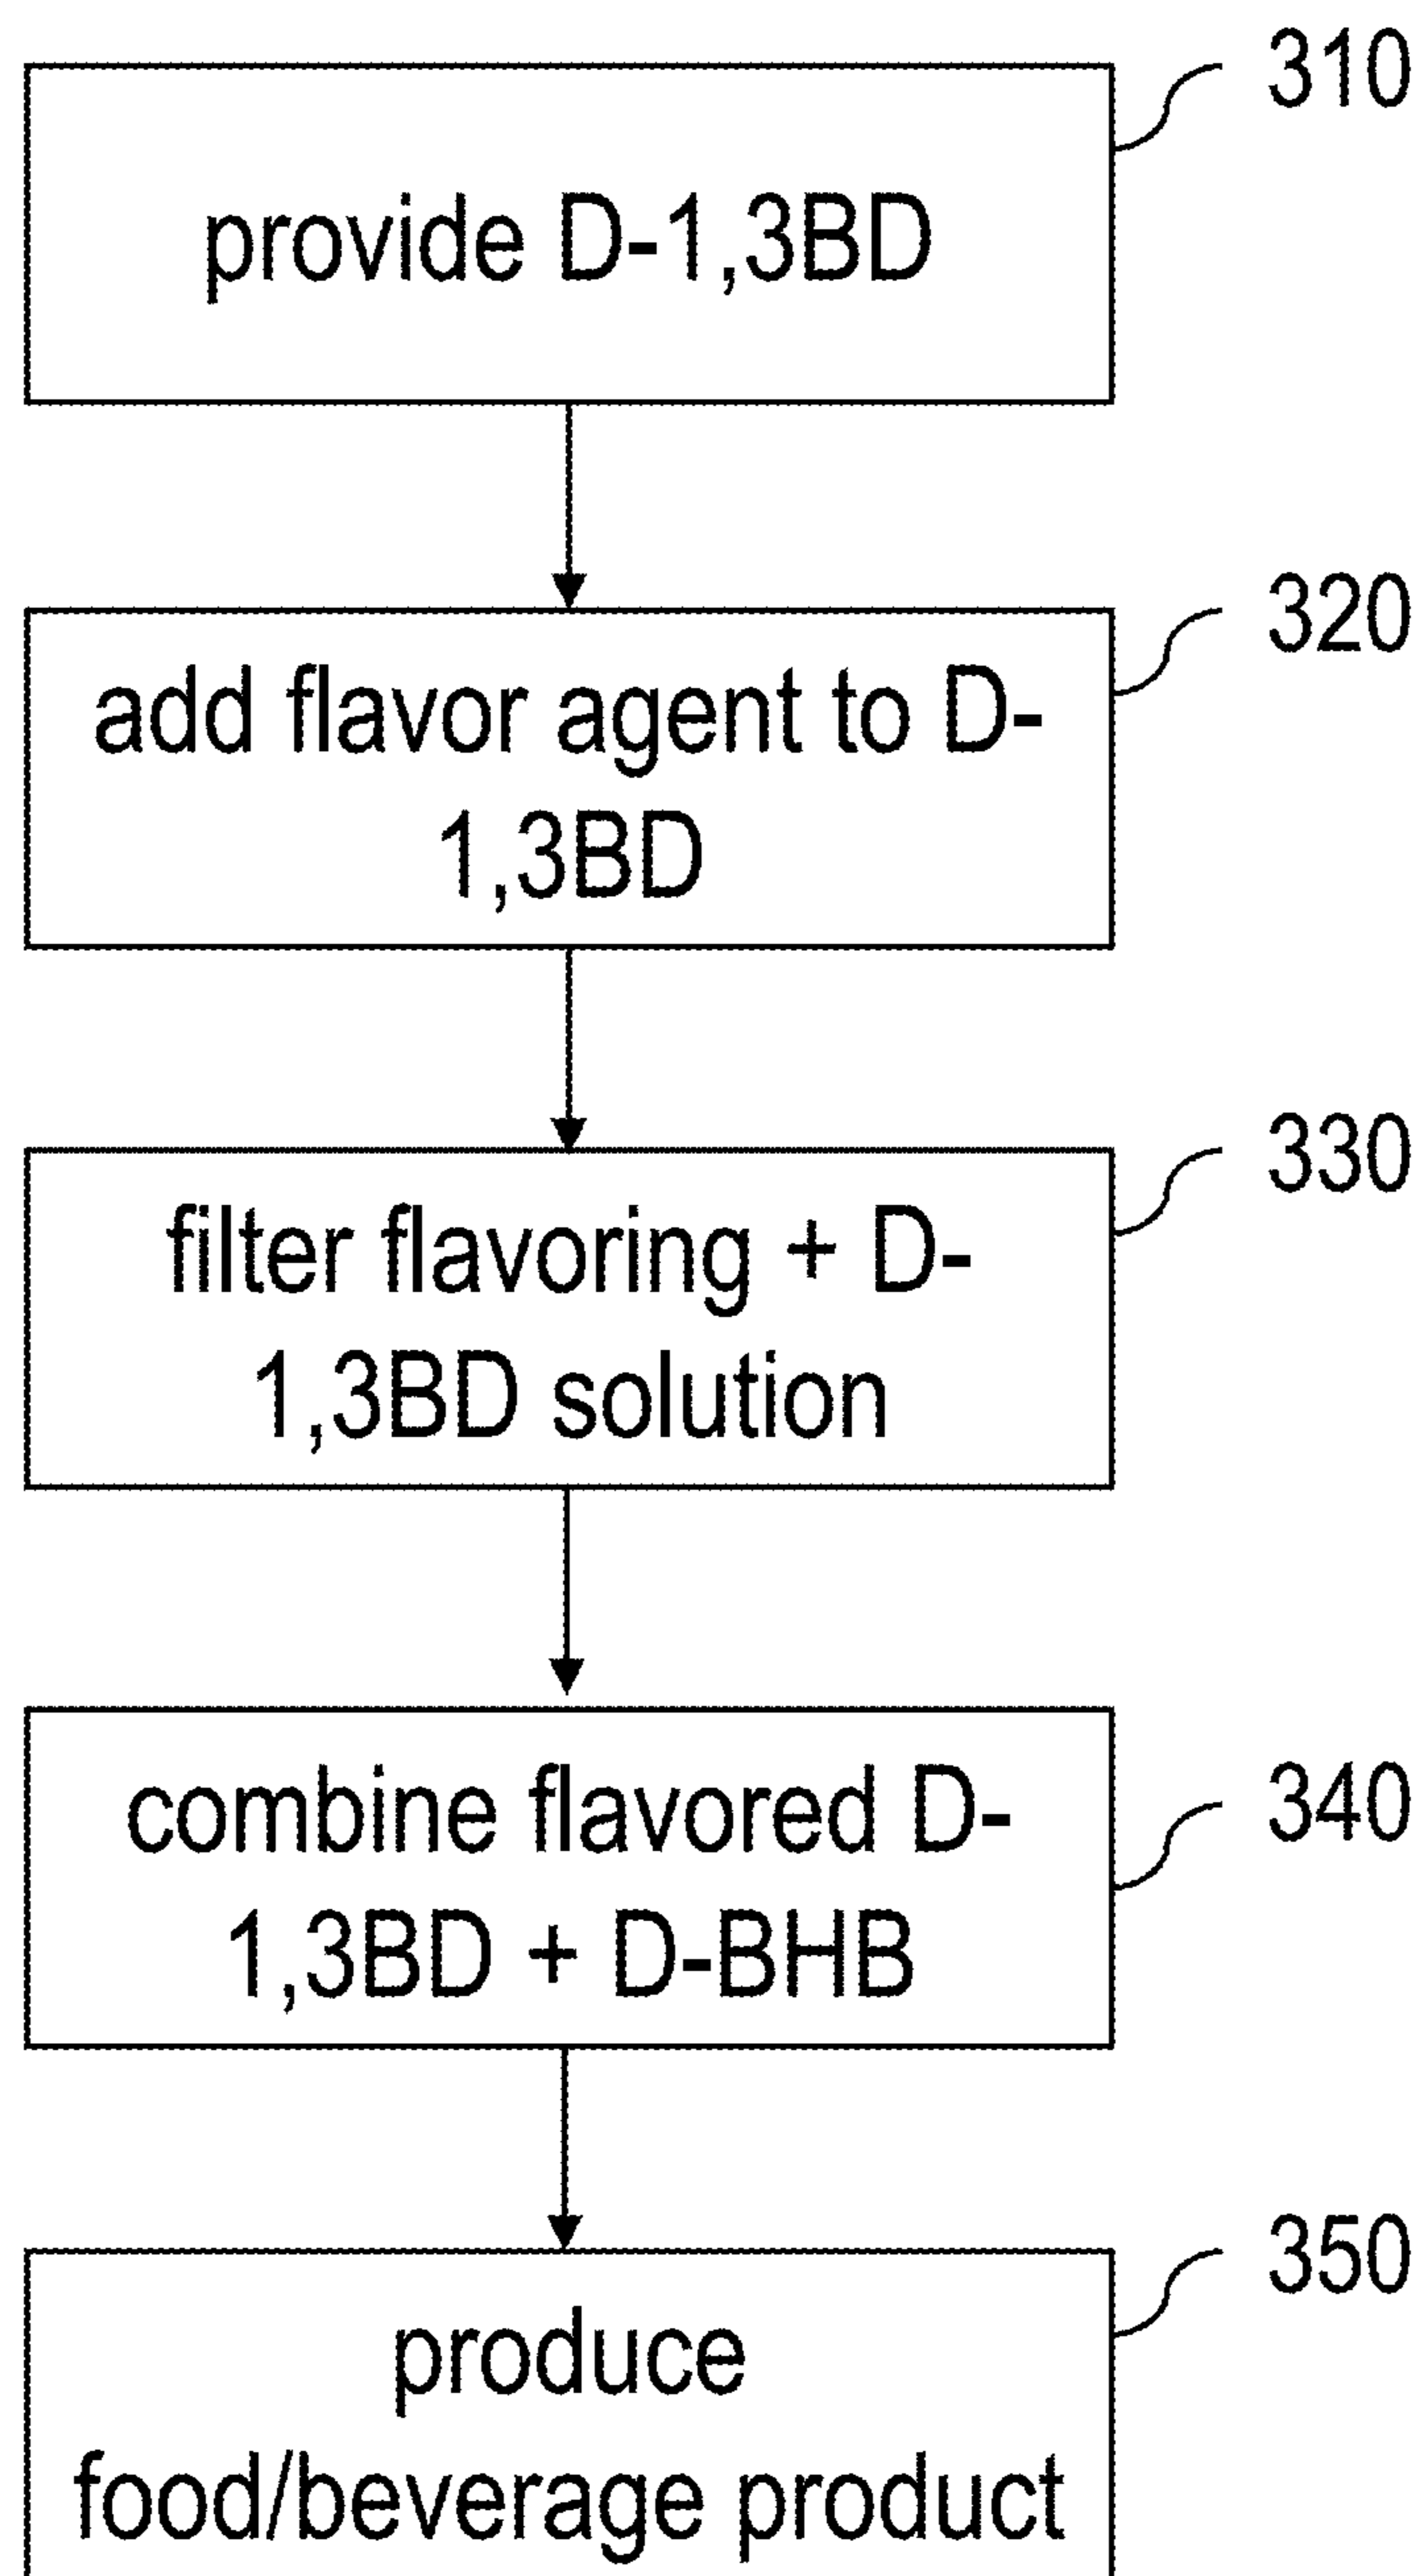 310
provide D-1,3BD
320
add flavor agent to D-
1,3BD
330
filter flavoring + D-
1,3BD solution
340
combine flavored D-
1,3BD + D-BHB
350
produce
food/beverage product